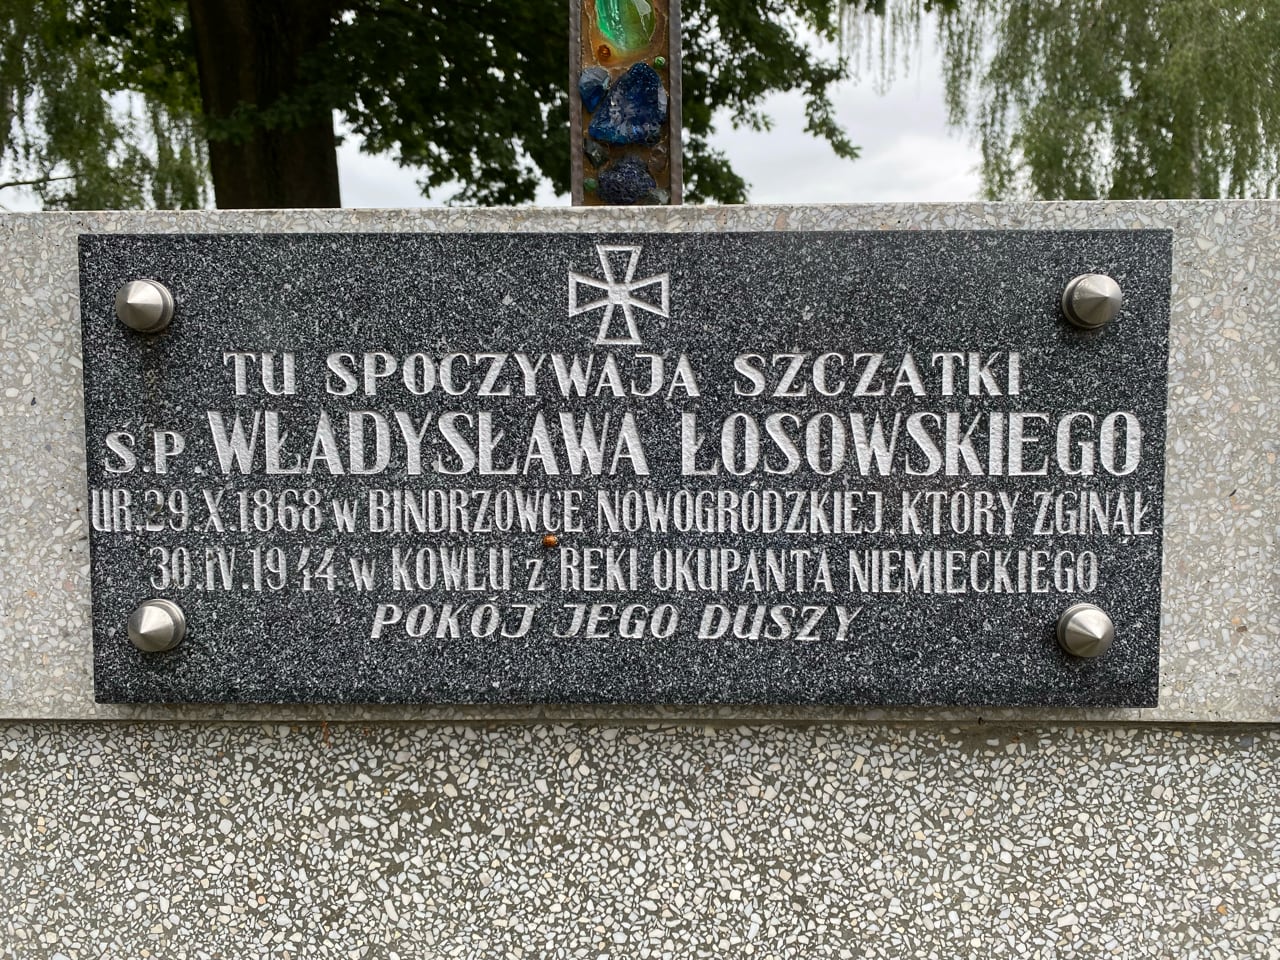 TU SPOCZYWAJĄ SZCZĄTKI
Ś.P. WŁADYSŁAWA ŁOSOWSKIEGO
UR. 29.X.1868 W BINDRZOWCE NOWOGRÓDZKIEJ, KTÓRY ZGINĄŁ
30.IV.1944 W KOWLU Z RĘKI OKUPANTA NIEMIECKIEGO
POKÓJ JEGO DUSZY